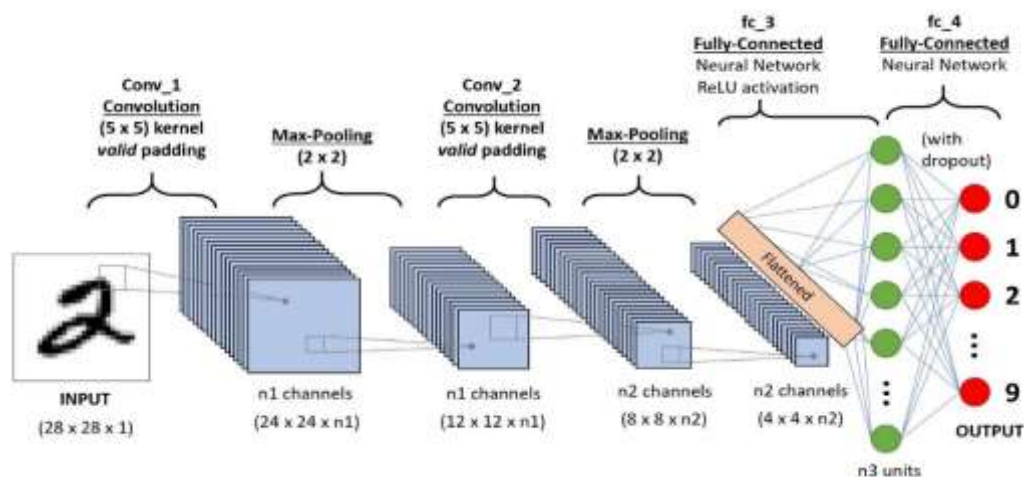 fc_3
Fully-Connected
Neural Network
ReLU activation
fc_4
Fully-Connected
Neural Network
Conv_1
Convolution
(5 x 5) kernel
valid padding
Max-Pooling
(2 x 2)
Conv_2
Convolution
(5 x 5) kernel
valid padding
Max-Pooling
(2 x 2)
(with
dropout)
Flattened
0
1
2
9
INPUT
(28 x 28 x 1)
n1 channels
(24 x 24 x n1)
n1 channels
(12 x 12 x n1)
n2 channels
(8 x 8 x n2)
n2 channels
(4 x 4 x n2)
n3 units
OUTPUT